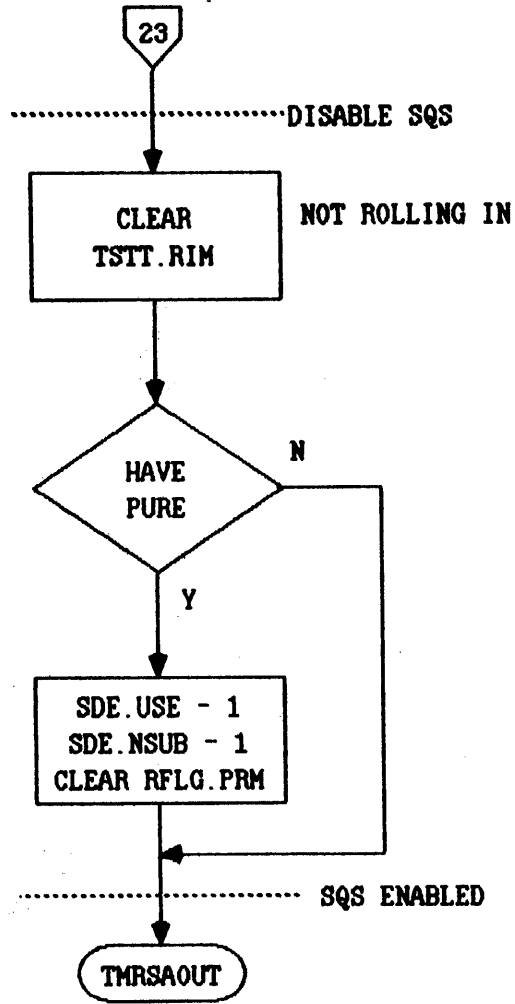 23
DISABLE SQS
CLEAR
TSTT.RIM
NOT ROLLING IN
HAVE
PURE
N
Y
SDE.USE - 1
SDE.NSUB - 1
CLEAR RFLG.PRM
SQS ENABLED
TMRSAOUT